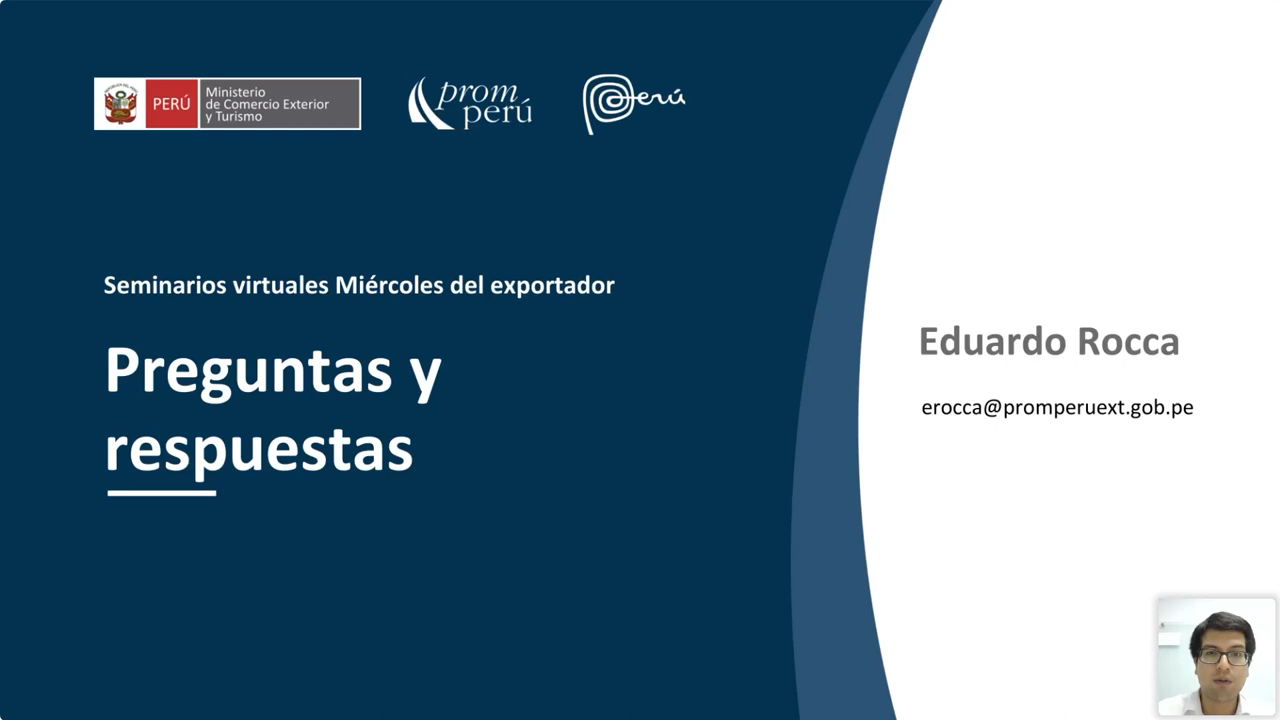 PERÚ
Ministerio
de Comercio Exterior
y Turismo
prom
perú
Perú
Seminarios virtuales Miércoles del exportador
Preguntas y
respuestas
Eduardo Rocca
erocca@promperuext.gob.pe